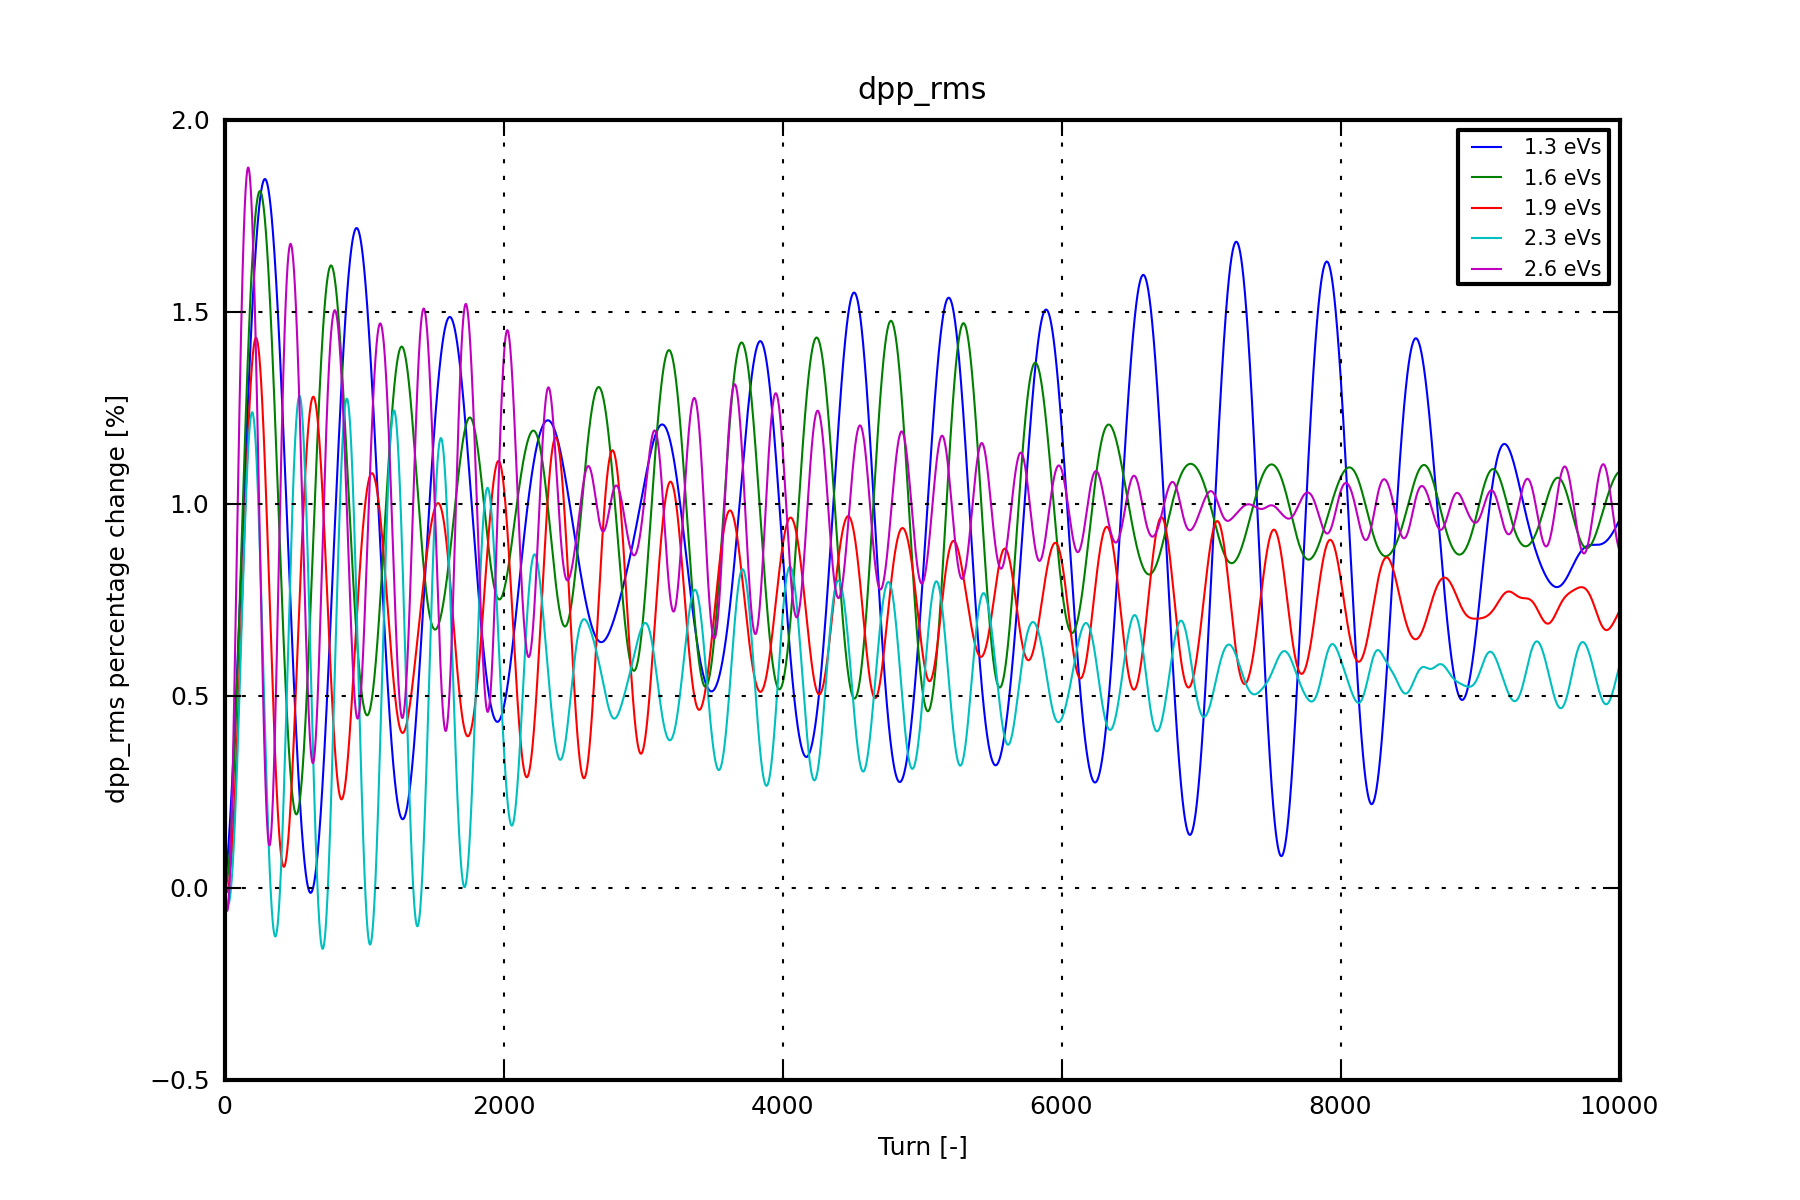 dpp_rms
2.0
1.5
1.0
0.5
0.0
−0.5
dpp_rms percentage change [%]
1.3 eVs
1.6 eVs
1.9 eVs
2.3 eVs
2.6 eVs
0 2000 4000 6000 8000 10000
Turn [-]